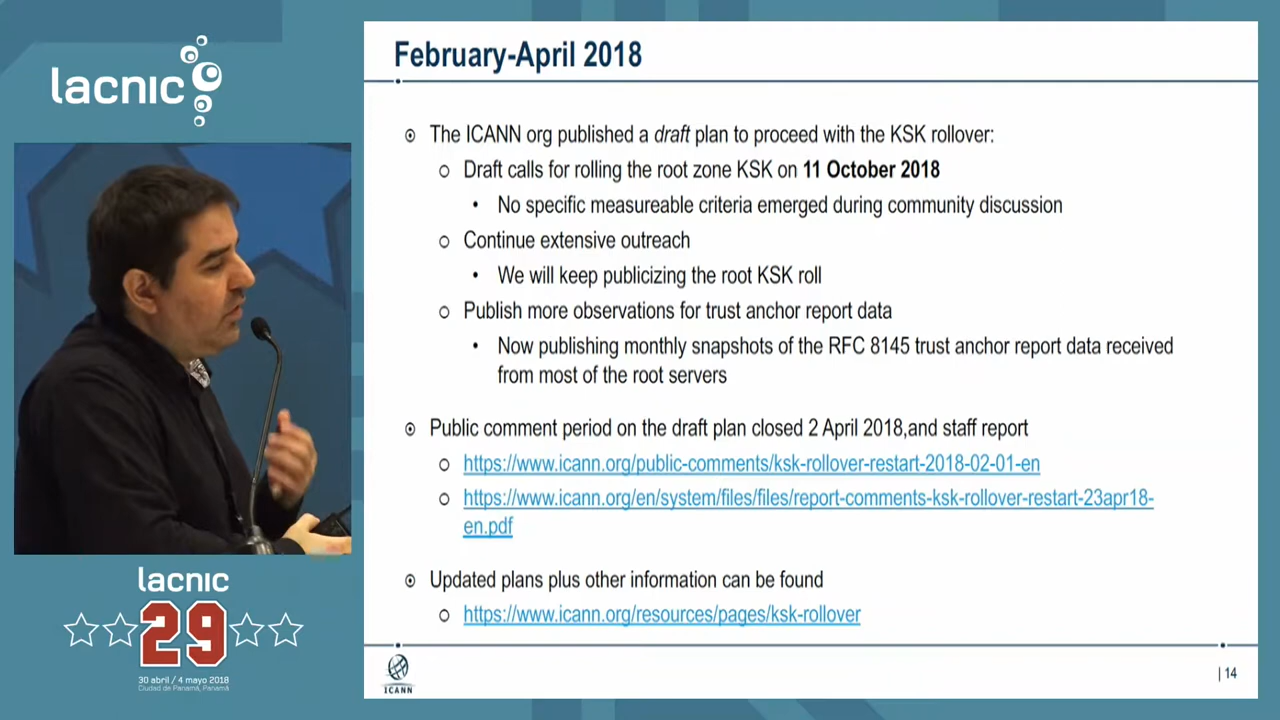 lacnic
lacnic
29
30 abril / 4 mayo 2018
Ciudad de Panamá, Panamá
February-April 2018
The ICANN org published a draft plan to proceed with the KSK rollover:
Draft calls for rolling the root zone KSK on 11 October 2018
No specific measureable criteria emerged during community discussion
Continue extensive outreach
We will keep publicizing the root KSK roll
Publish more observations for trust anchor report data
Now publishing monthly snapshots of the RFC 8145 trust anchor report data received
from most of the root servers
Public comment period on the draft plan closed 2 April 2018,and staff report
https://www.icann.org/public-comments/ksk-rollover-restart-2018-02-01-en
https://www.icann.org/en/system/files/files/report-comments-ksk-rollover-restart-23apr18-
en.pdf
Updated plans plus other information can be found
https://www.icann.org/resources/pages/ksk-rollover
ICANN
| 14